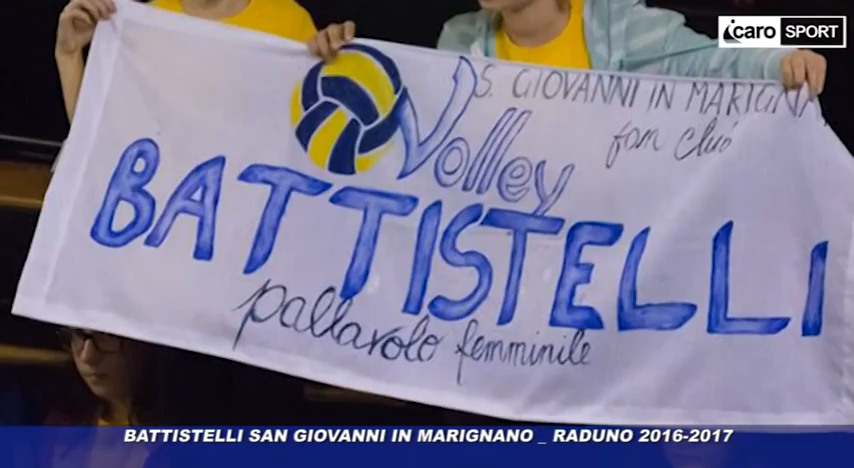 icaro SPORT
S. GIOVANNI IN MARIGNA
fan club
Volley
BATTISTELLI
pallavolo femminile
BATTISTELLI SAN GIOVANNI IN MARIGNANO _ RADUNO 2016-2017